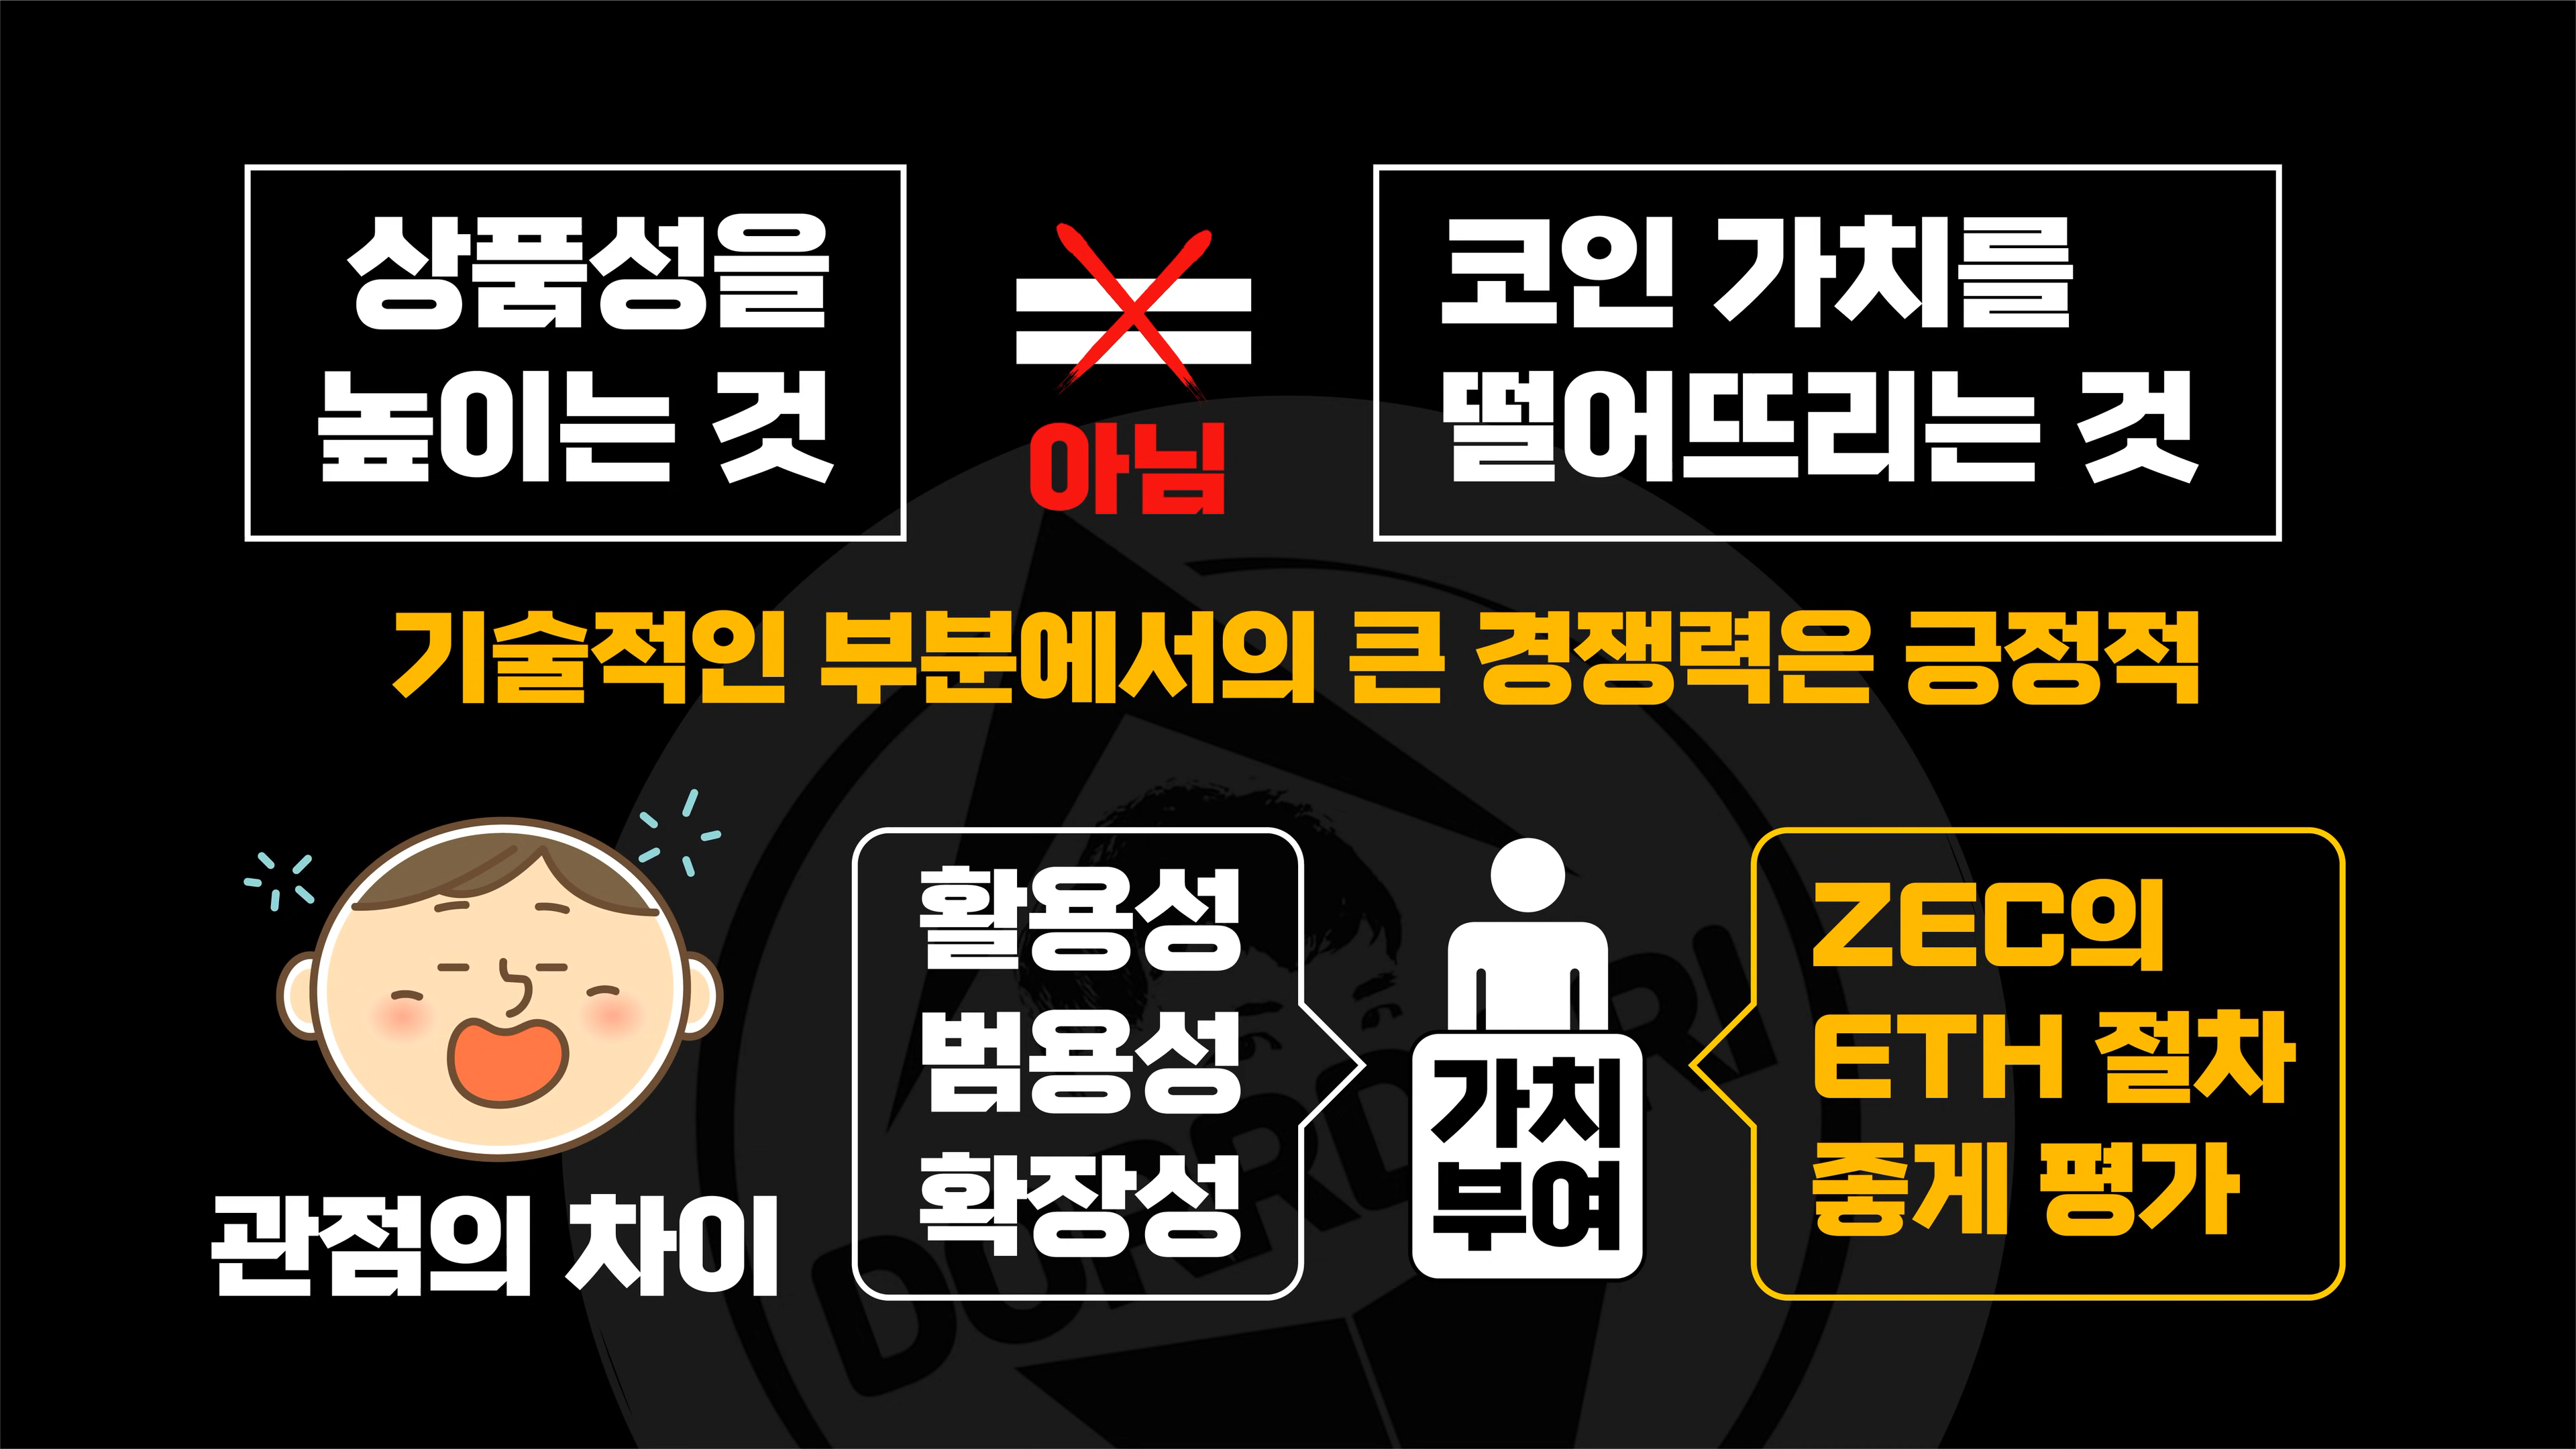 상품성을
높이는 것
아님
코인 가치를
떨어뜨리는 것
기술적인 부분에서의 큰 경쟁력은 긍정적
관점의 차이
활용성
범용성
확장성
가치
부여
ZEC의
ETH 절차
좋게 평가